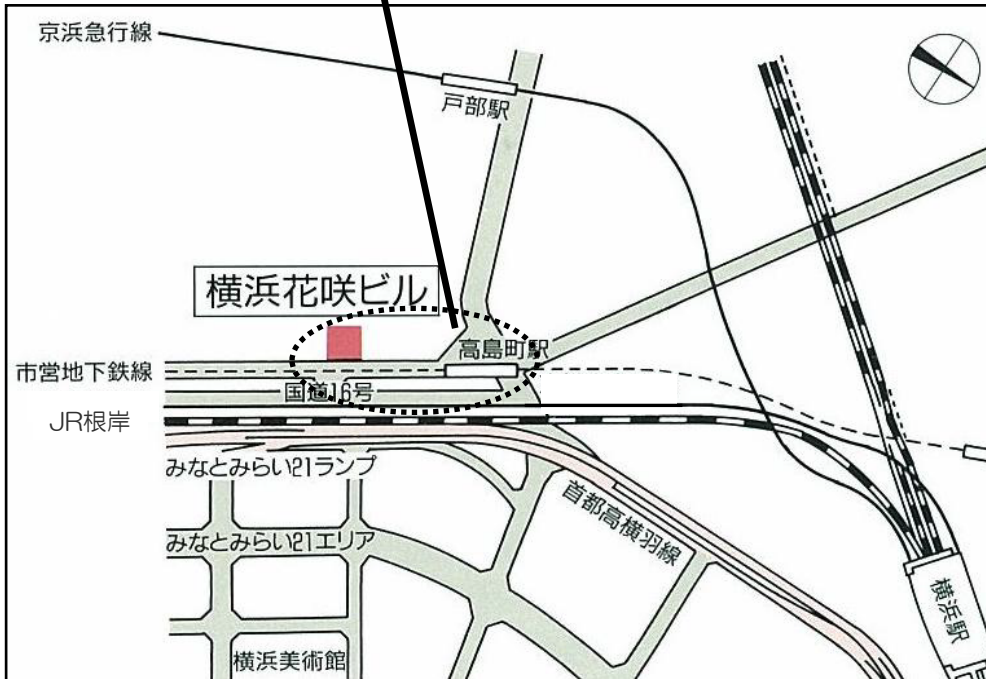 京浜急行線
戸部駅
横浜花咲ビル
高島町駅
市営地下鉄線
国道16号
JR根岸
みなとみらい21ランプ
首都高横羽線
みなとみらい21エリア
横浜駅
横浜美術館